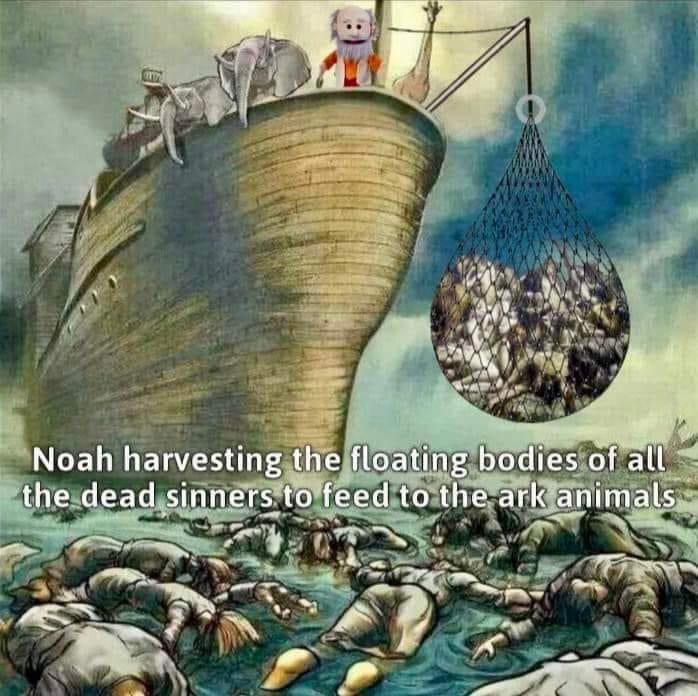 Noah harvesting the floating bodies of all
the dead sinners to feed to the ark animals